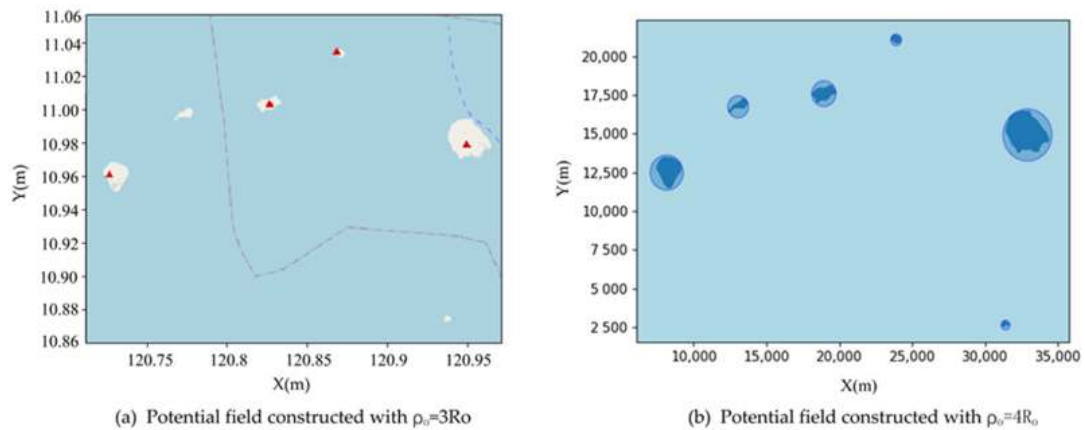 11.06
11.04
11.02
11.00
10.98
10.96
10.94
10.92
10.90
10.88
10.86
Y(m)
120.75 120.8 120.85 120.9 120.95
X(m)
(a) Potential field constructed with ρₒ=3Ro
20,000
17,500
15,000
12,500
10,000
7 500
5 000
2 500
Y(m)
10,000 15,000 20,000 25,000 30,000 35,000
X(m)
(b) Potential field constructed with ρₒ=4Rₒ